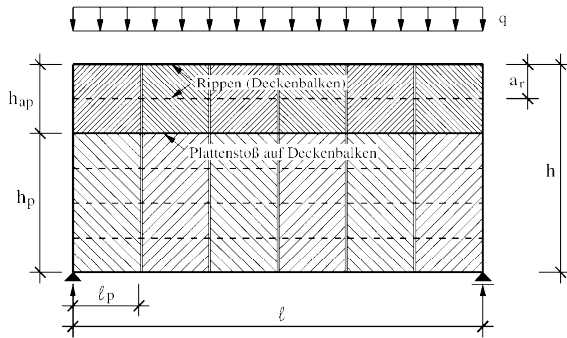 q
Rippen (Deckenbalken)
h_ap
a_r
Plattenstoß auf Deckenbalken
h_p
h
ℓ_p
ℓ